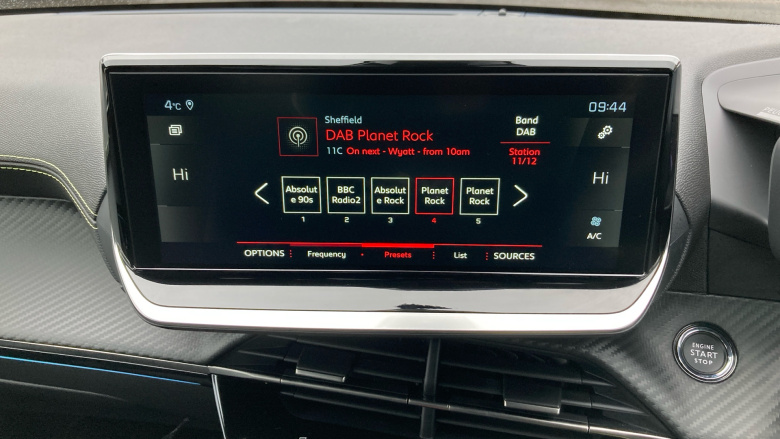 4°C
09:44
Sheffield
DAB Planet Rock
11C On next - Wyatt - from 10am
Band
DAB
Station
11/12
Hi
Hi
A/C
Absolut
e 90s
BBC
Radio2
Absolut
e Rock
Planet
Rock
Planet
Rock
1 2 3 4 5
OPTIONS Frequency Presets List SOURCES
ENGINE
START
STOP